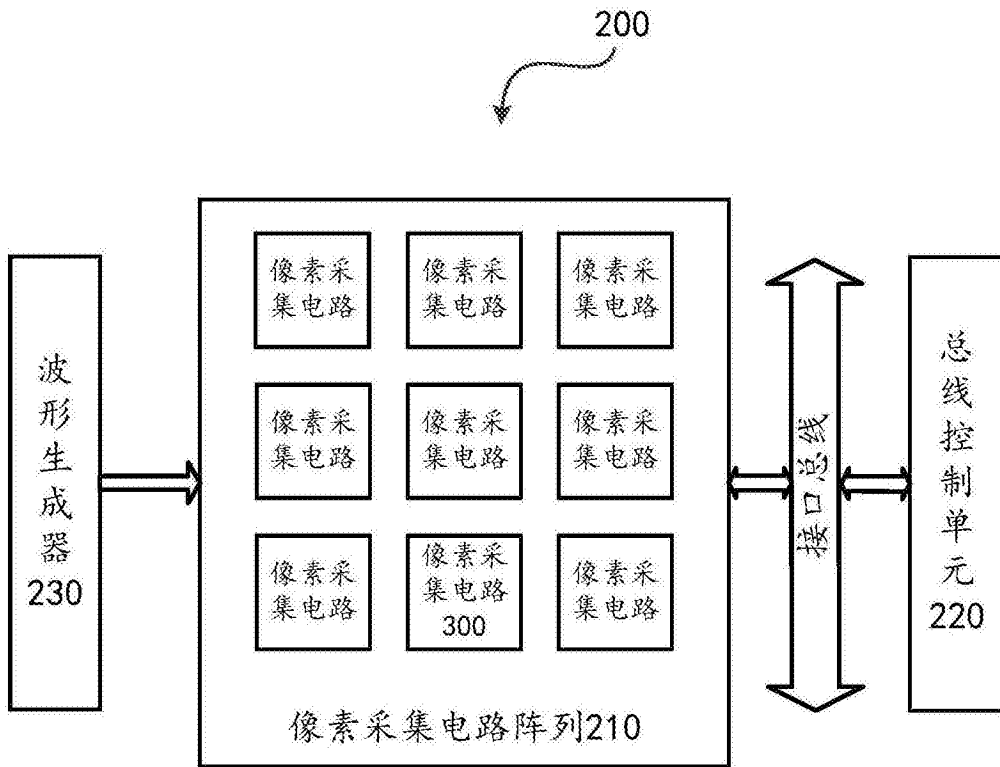 200
波形生成器
230
像素采
集电路
像素采
集电路
像素采
集电路
像素采
集电路
像素采
集电路
像素采
集电路
像素采
集电路
像素采
集电路
300
像素采
集电路
像素采集电路阵列210
接口总线
总线控制单元
220